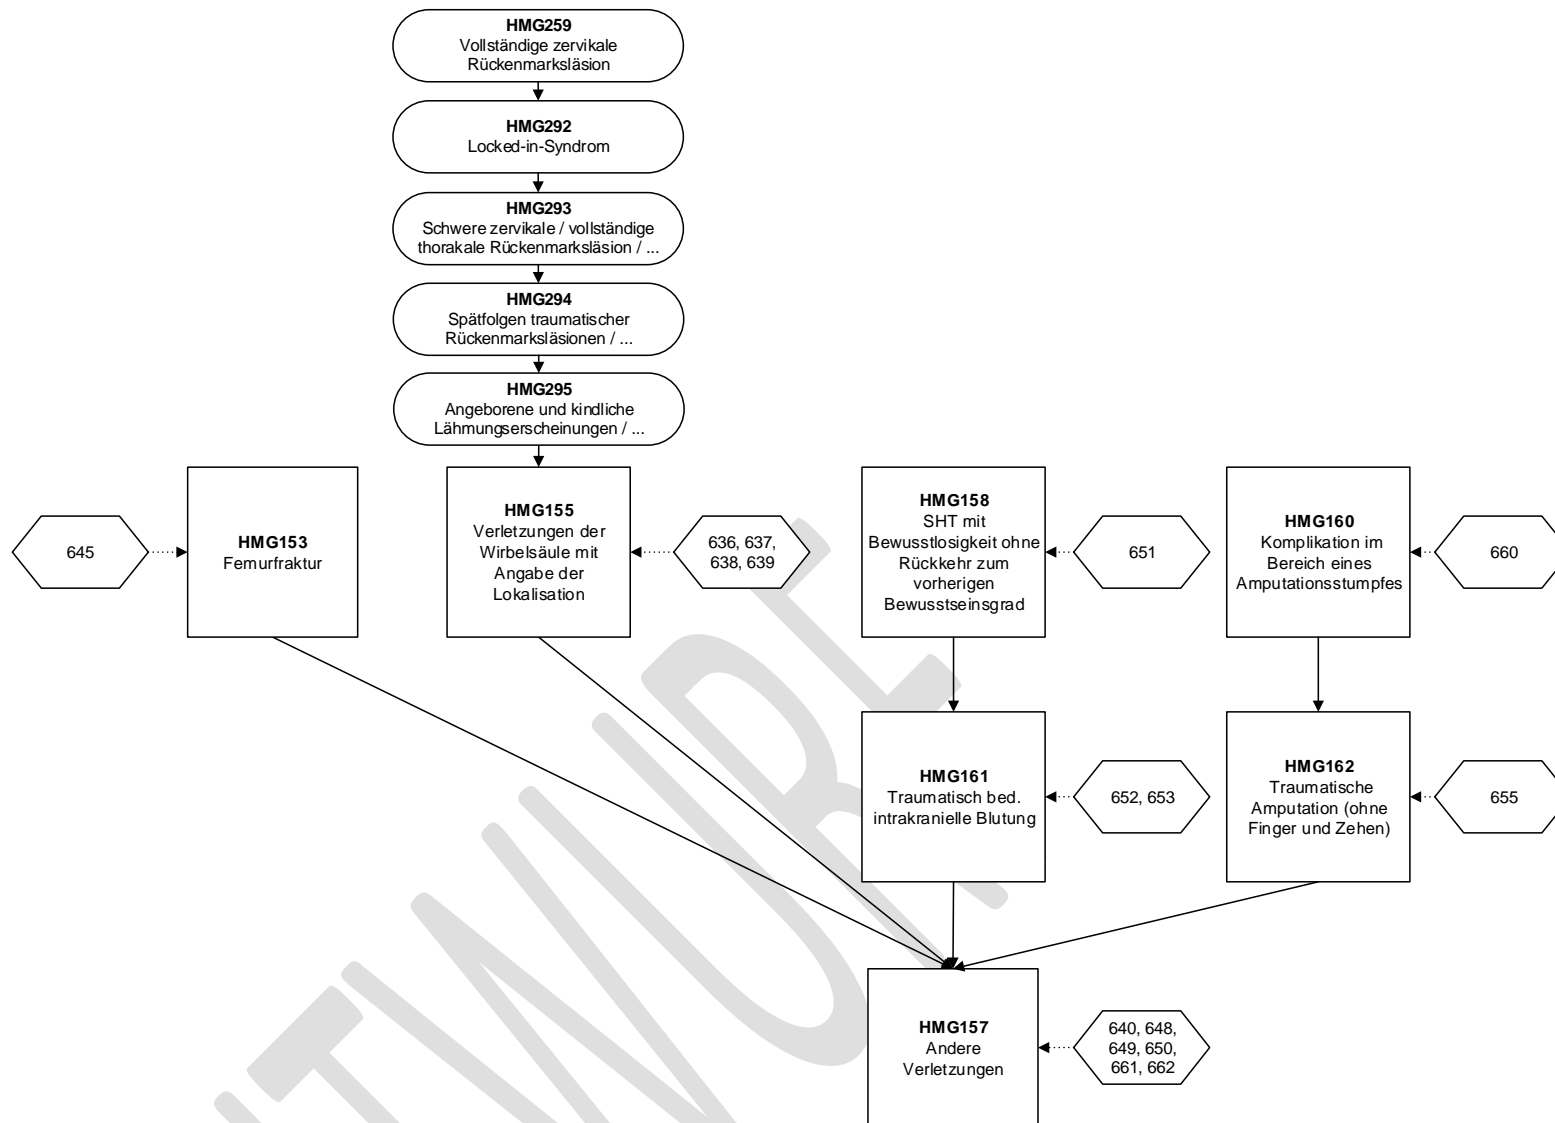 HMG259
Vollständige zervikale
Rückenmarksläsion
HMG292
Locked-in-Syndrom
HMG293
Schwere zervikale / vollständige
thorakale Rückenmarksläsion / ...
HMG294
Spätfolgen traumatischer
Rückenmarksläsionen / ...
HMG295
Angeborene und kindliche
Lähmungserscheinungen / ...
645
HMG153
Femurfraktur
HMG155
Verletzungen der
Wirbelsäule mit
Angabe der
Lokalisation
636, 637,
638, 639
HMG158
SHT mit
Bewusstlosigkeit ohne
Rückkehr zum
vorherigen
Bewusstseinsgrad
651
HMG160
Komplikation im
Bereich eines
Amputationsstumpfes
660
HMG161
Traumatisch bed.
intrakranielle Blutung
652, 653
HMG162
Traumatische
Amputation (ohne
Finger und Zehen)
655
HMG157
Andere
Verletzungen
640, 648,
649, 650,
661, 662